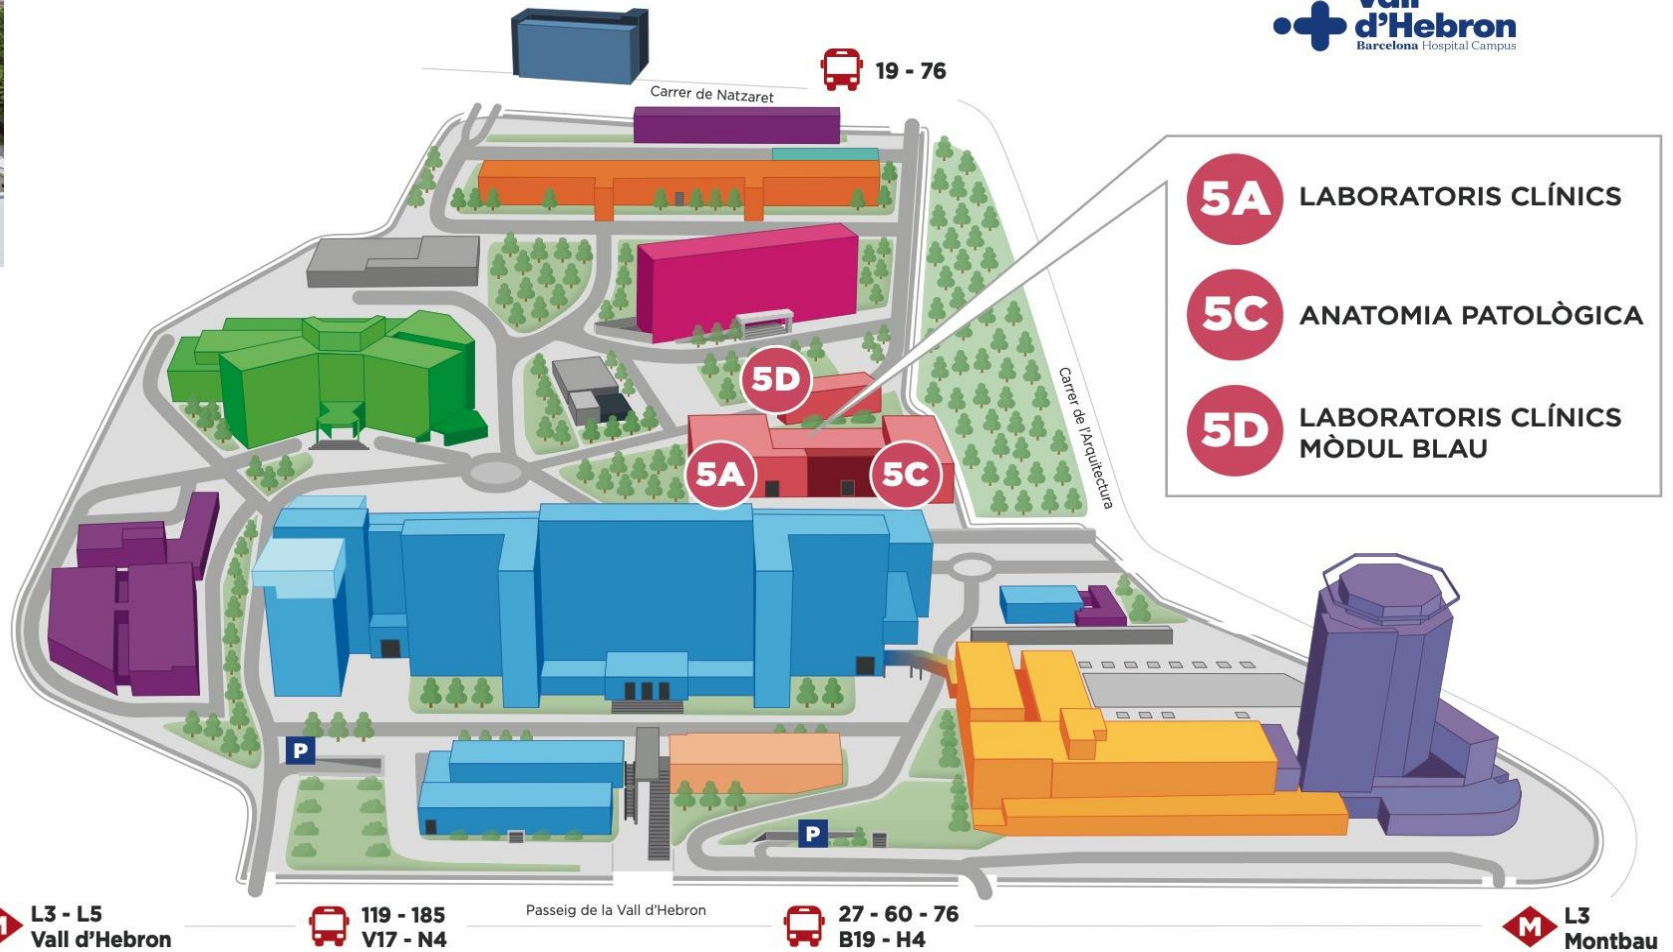 Vall
d'Hebron
Barcelona Hospital Campus
19 - 76
Carrer de Natzaret
5A LABORATORIS CLÍNICS
5C ANATOMIA PATOLÒGICA
5D LABORATORIS CLÍNICS
MÒDUL BLAU
5D
Carrer de l'Arquitectura
5A
5C
P
P
M L3 - L5
Vall d'Hebron
119 - 185
V17 - N4
Passeig de la Vall d'Hebron
27 - 60 - 76
B19 - H4
M L3
Montbau